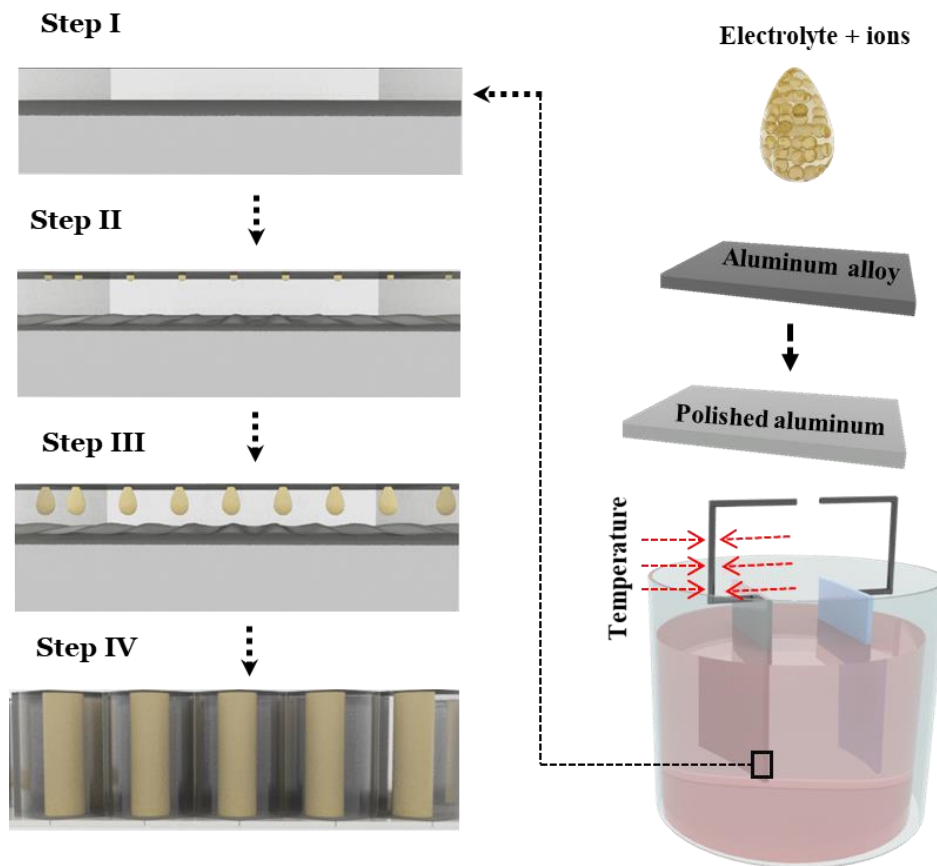 Step I
Step II
Step III
Step IV
Electrolyte + ions
Aluminum alloy
Polished aluminum
Temperature